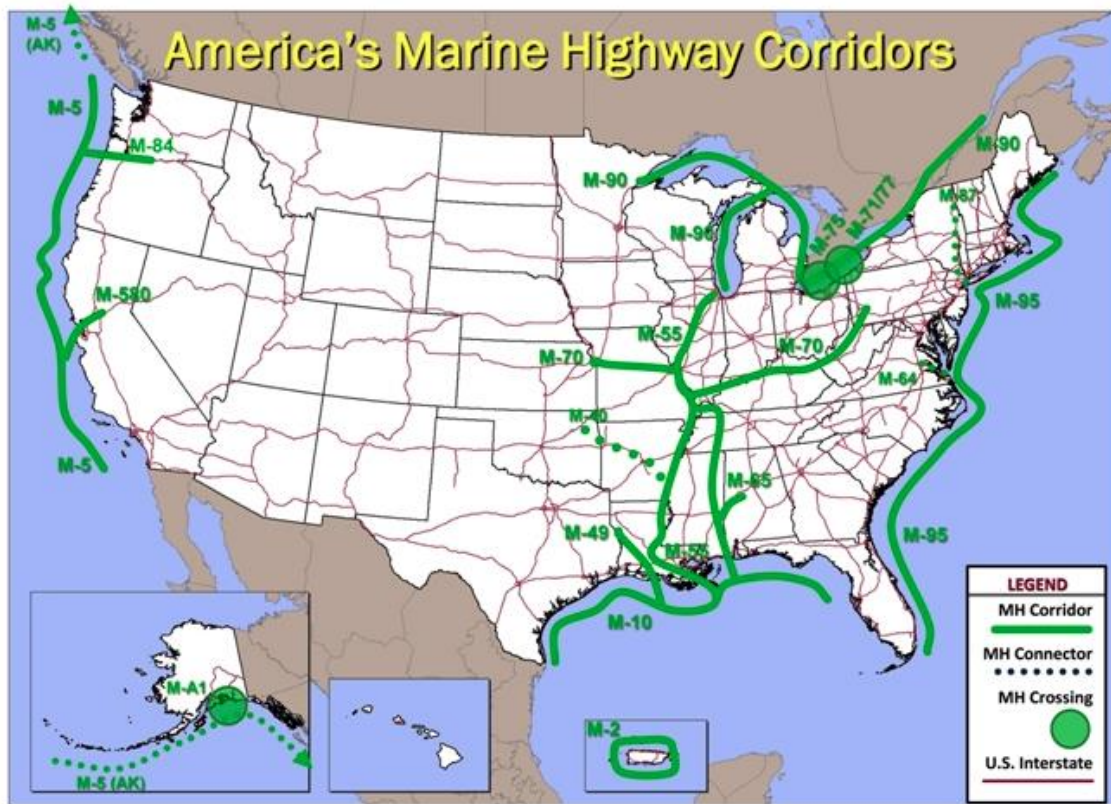 America's Marine Highway Corridors
M-5
(AK)
M-5
M-84
M-580
M-5
M-90
M-90
M-75
M-71/77
M-87
M-90
M-95
M-55
M-70
M-70
M-64
M-40
M-65
M-49
M-55
M-95
M-10
M-A1
M-5 (AK)
M-2
LEGEND
MH Corridor
MH Connector
MH Crossing
U.S. Interstate